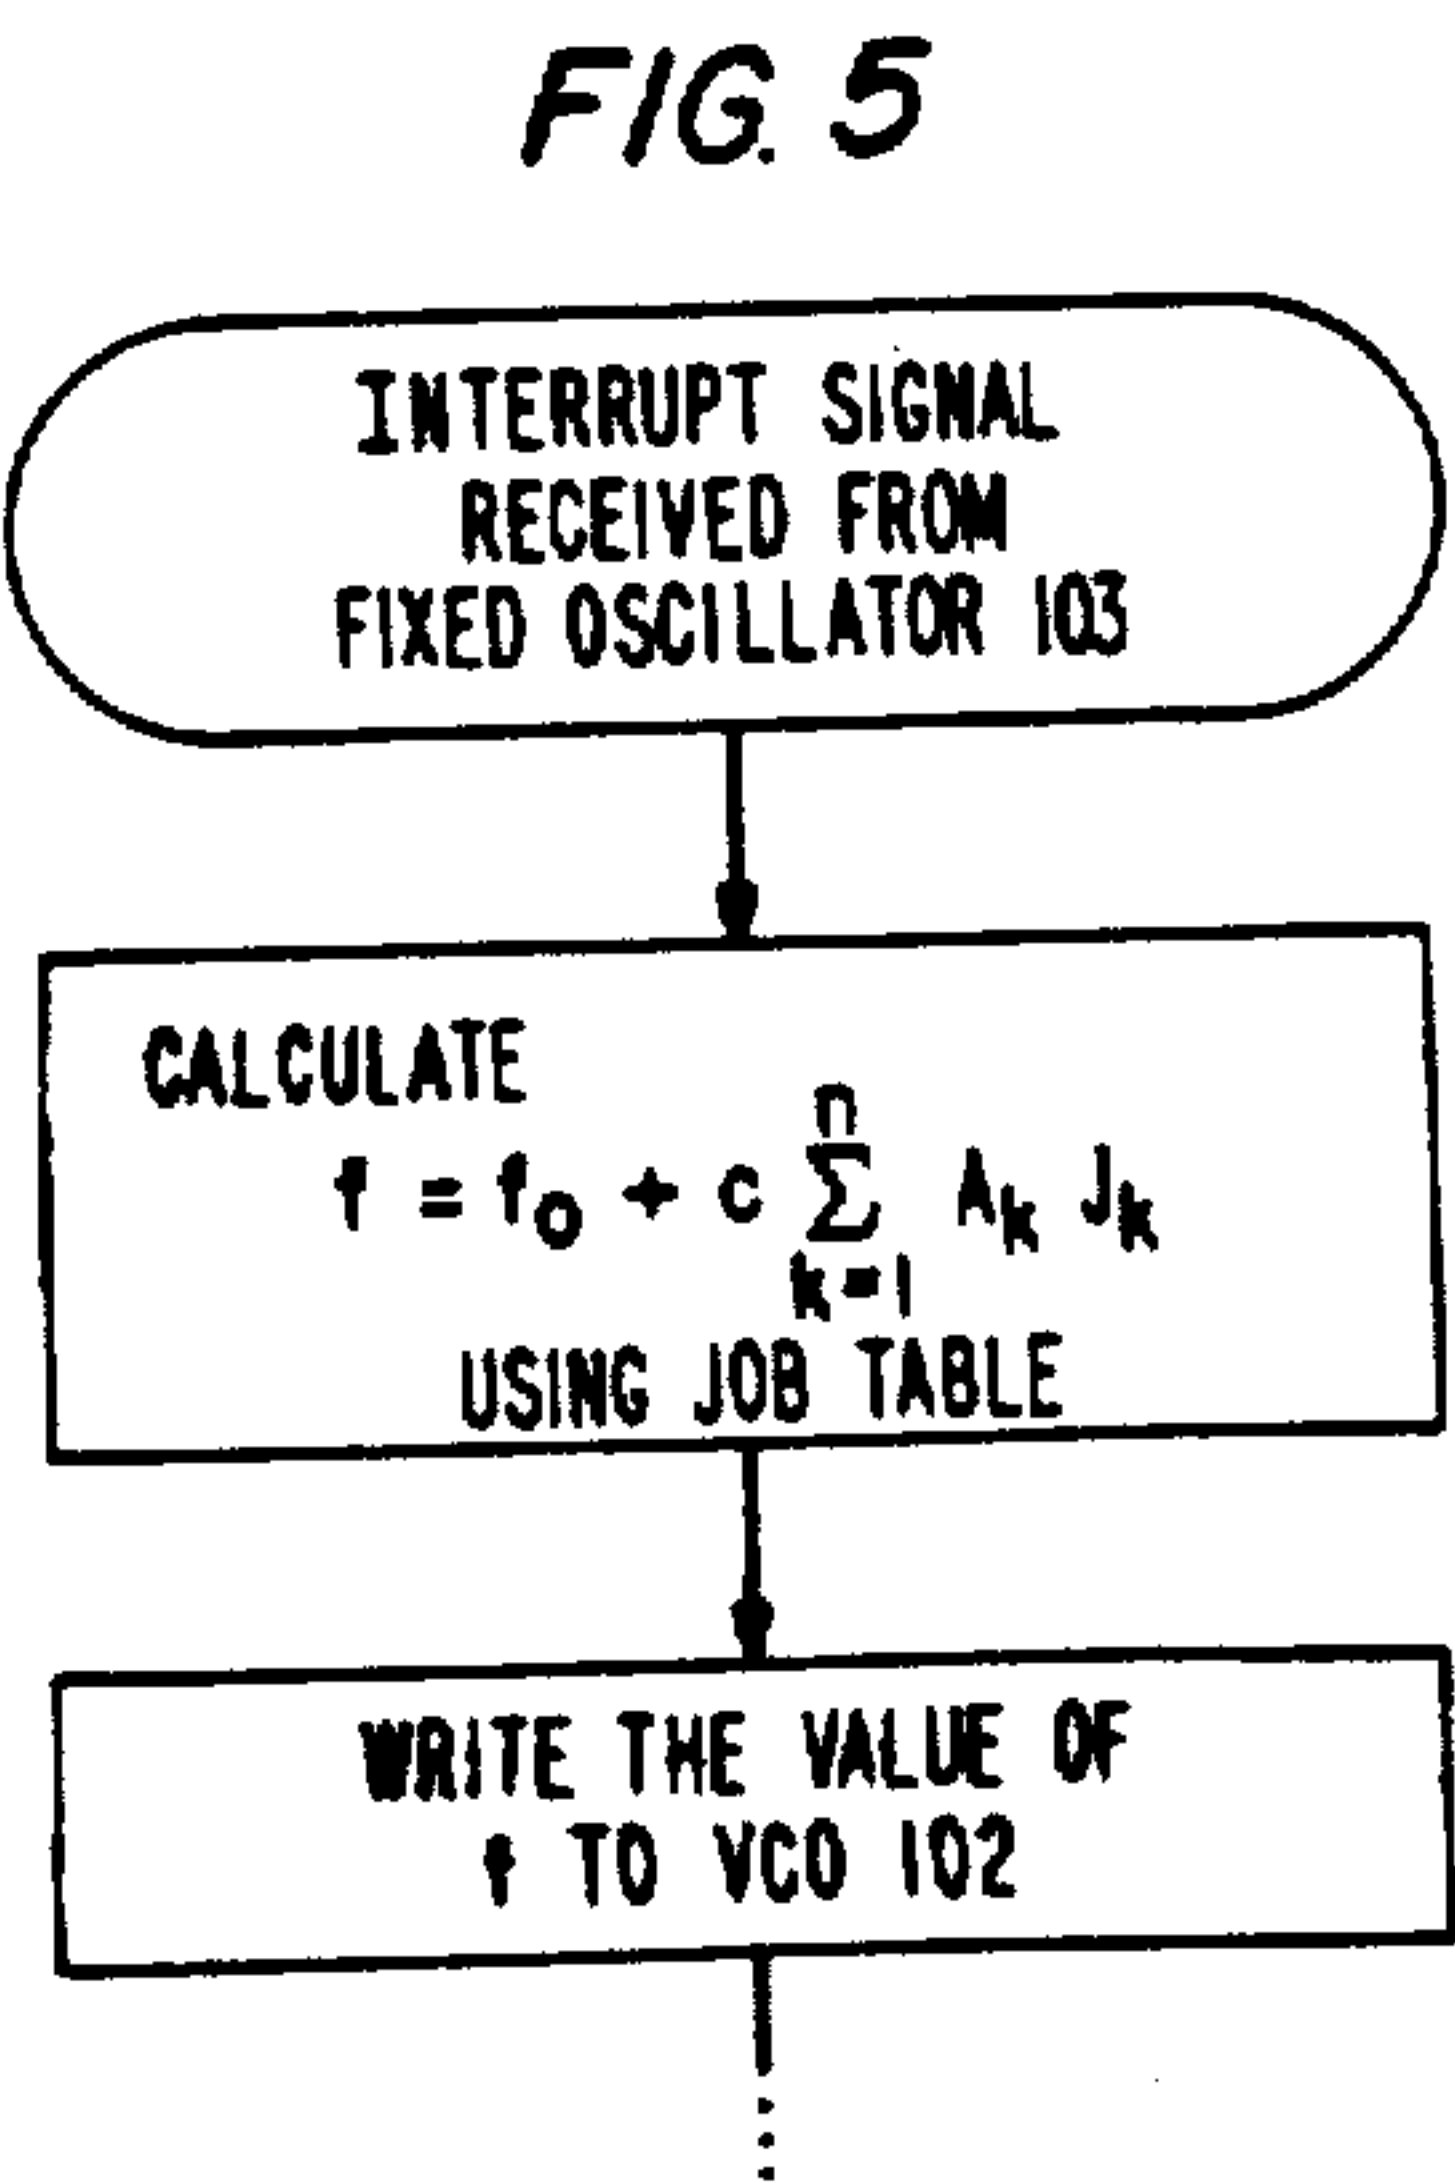 FIG. 5
INTERRUPT SIGNAL
RECEIVED FROM
FIXED OSCILLATOR 103
CALCULATE
n
f = f₀ + c Σ Aₖ Jₖ
k=1
USING JOB TABLE
WRITE THE VALUE OF
f TO VCO 102